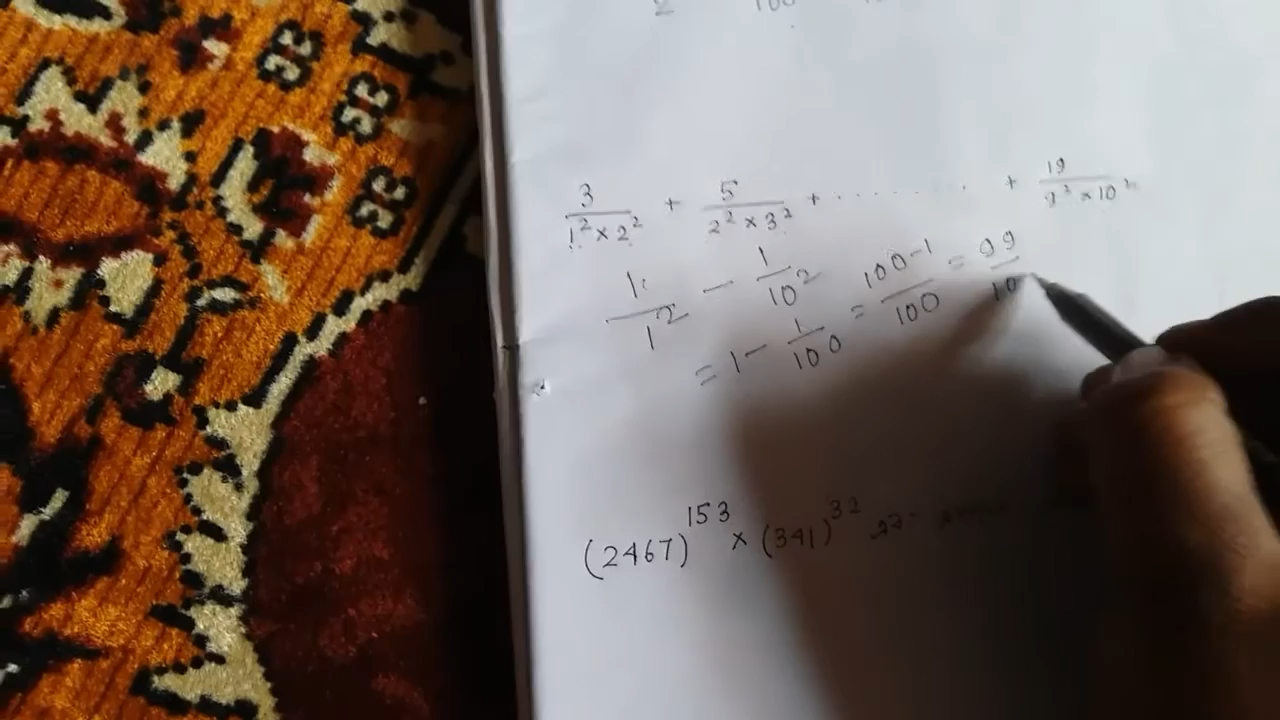 3/(1² × 2²) + 5/(2² × 3²) + ......... + 19/(9² × 10²)
1/1² - 1/10²
= 1 - 1/100 = (100-1)/100 = 99/10
(2467)^153 × (341)^32